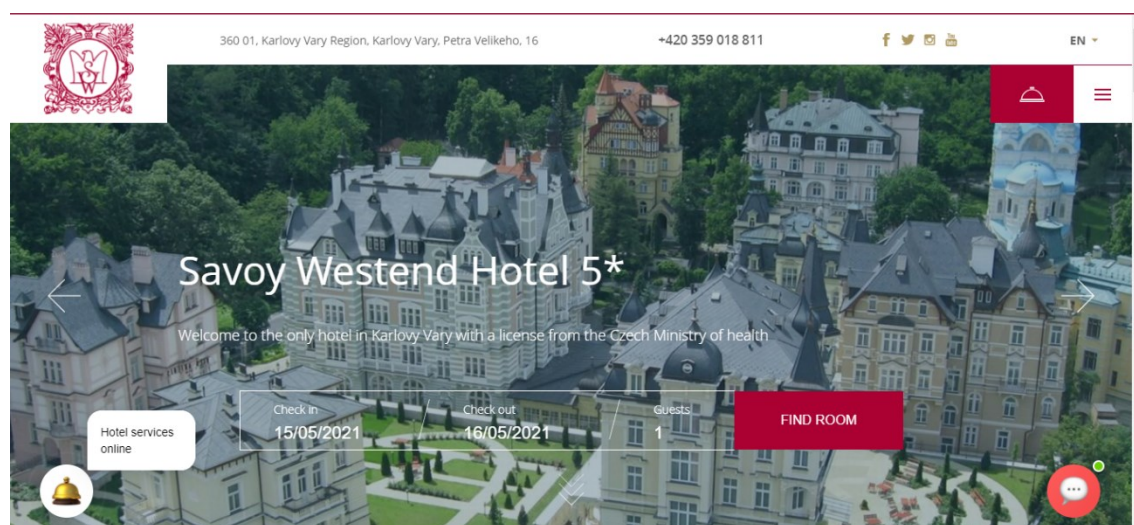 360 01, Karlovy Vary Region, Karlovy Vary, Petra Velikeho, 16
+420 359 018 811
EN
Savoy Westend Hotel 5*
Welcome to the only hotel in Karlovy Vary with a license from the Czech Ministry of health
Check in
15/05/2021
/
Check out
16/05/2021
/
Guests
1
FIND ROOM
Hotel services
online